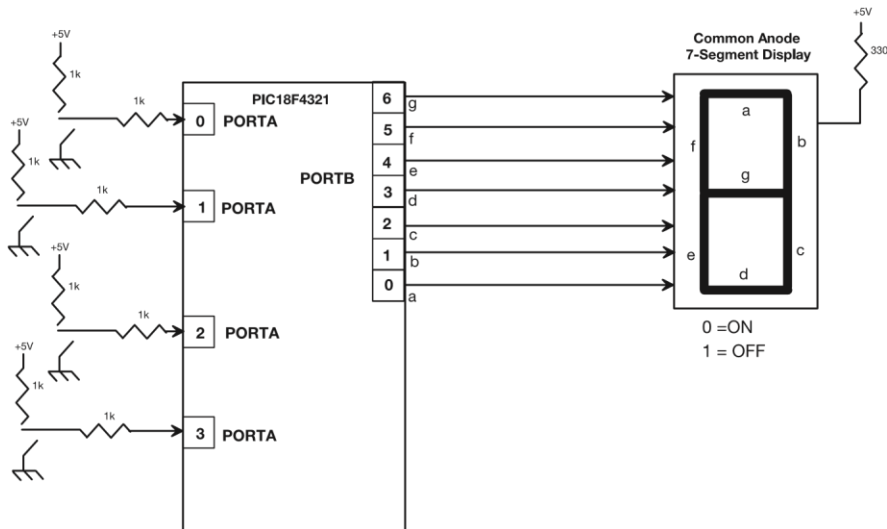 +5V
330
Common Anode
7-Segment Display
+5V
1k
1k
0
PORTA
PIC18F4321
6
g
5
f
4
e
PORTB
3
d
2
c
1
b
0
a
a
b
f
g
e
c
d
0 =ON
1 = OFF
+5V
1k
1k
1
PORTA
+5V
1k
1k
2
PORTA
+5V
1k
1k
3
PORTA